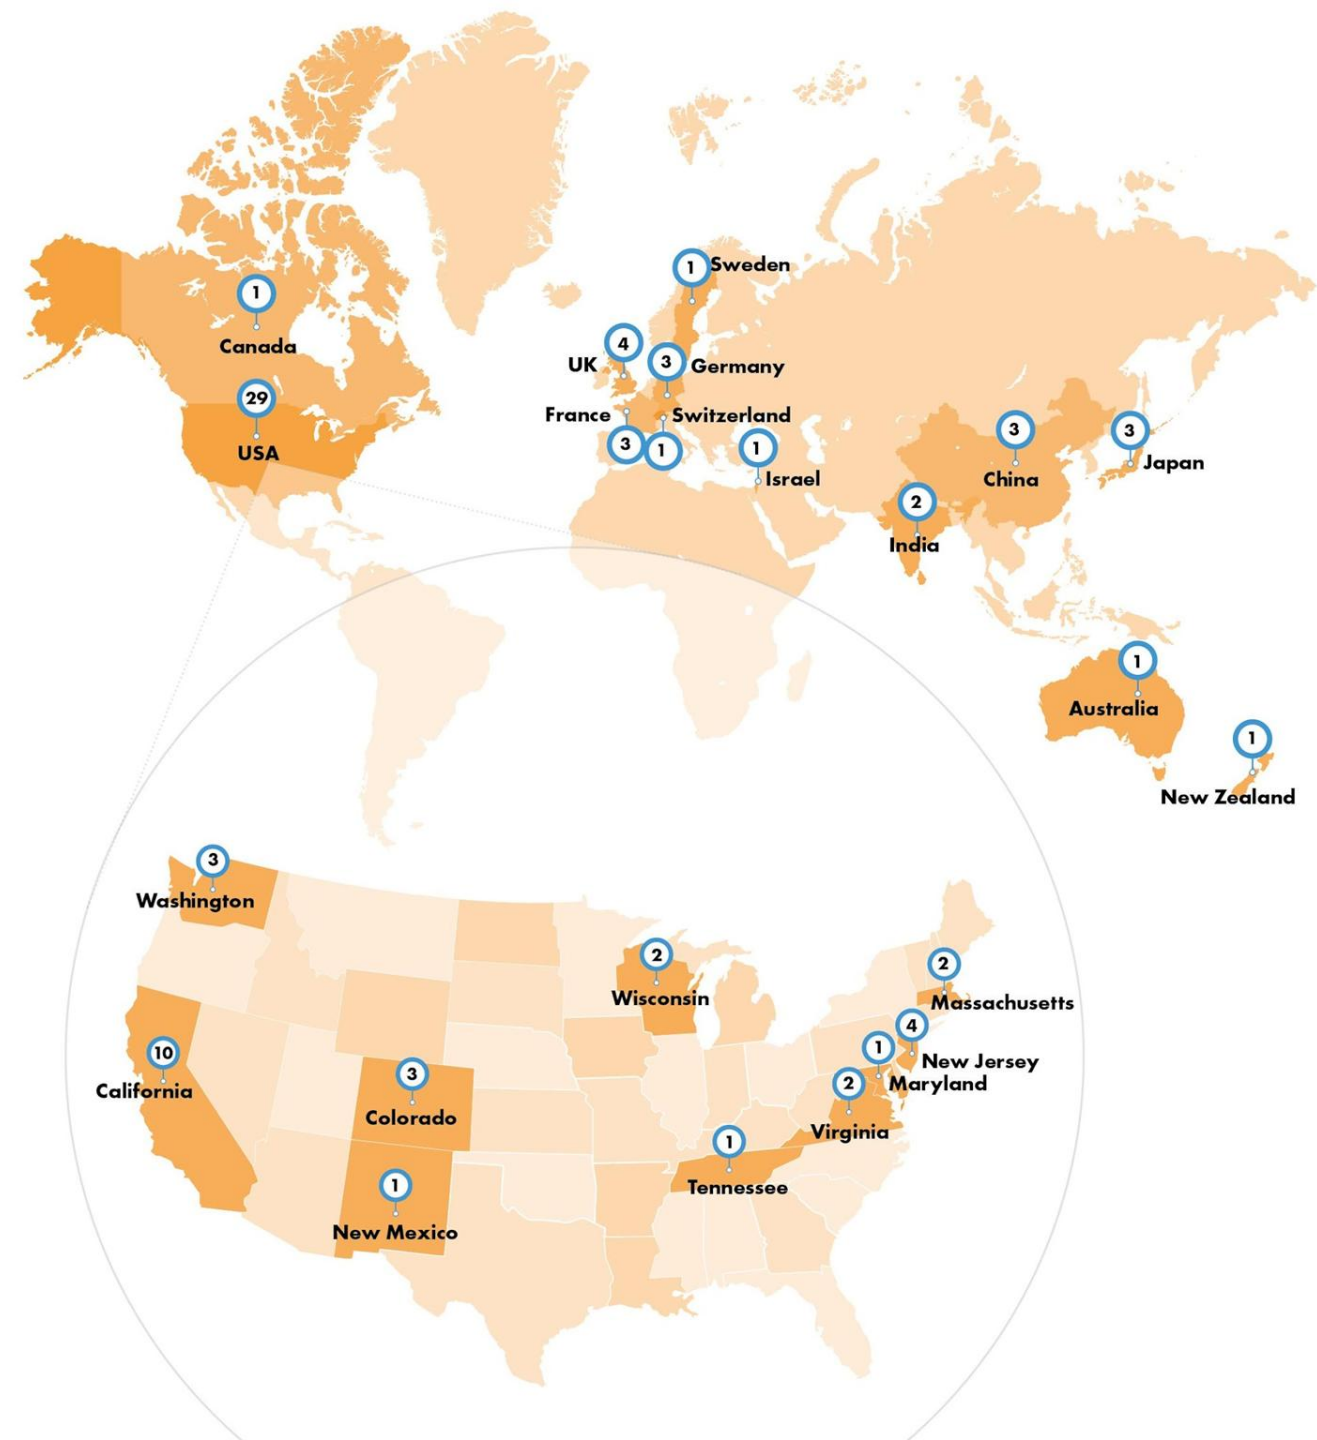 1
Sweden
1
Canada
4
UK
3
Germany
29
USA
France
3
Switzerland
1
1
Israel
3
China
3
Japan
2
India
1
Australia
1
New Zealand
3
Washington
2
Wisconsin
2
Massachusetts
4
New Jersey
10
California
3
Colorado
1
Maryland
2
Virginia
1
Tennessee
1
New Mexico